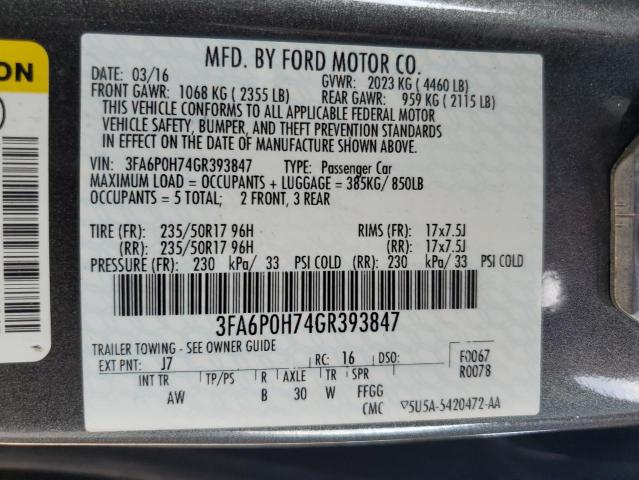 ON
MFD. BY FORD MOTOR CO.
DATE: 03/16 GVWR: 2023 KG ( 4460 LB)
FRONT GAWR: 1068 KG ( 2355 LB) REAR GAWR: 959 KG ( 2115 LB)
THIS VEHICLE CONFORMS TO ALL APPLICABLE FEDERAL MOTOR
VEHICLE SAFETY, BUMPER, AND THEFT PREVENTION STANDARDS
IN EFFECT ON THE DATE OF MANUFACTURE SHOWN ABOVE.
VIN: 3FA6P0H74GR393847 TYPE: Passenger Car
MAXIMUM LOAD = OCCUPANTS + LUGGAGE = 385KG/ 850LB
OCCUPANTS = 5 TOTAL; 2 FRONT, 3 REAR
TIRE (FR): 235/50R17 96H RIMS (FR): 17x7.5J
(RR): 235/50R17 96H (RR): 17x7.5J
PRESSURE (FR): 230 kPa/ 33 PSI COLD (RR): 230 kPa/ 33 PSI COLD
3FA6P0H74GR393847
TRAILER TOWING - SEE OWNER GUIDE
EXT PNT: J7 RC: 16 DSO: F0067
R0078
INT TR TP/PS R AXLE TR SPR
AW B 30 W FFGG
CMC ▽5U5A-5420472-AA